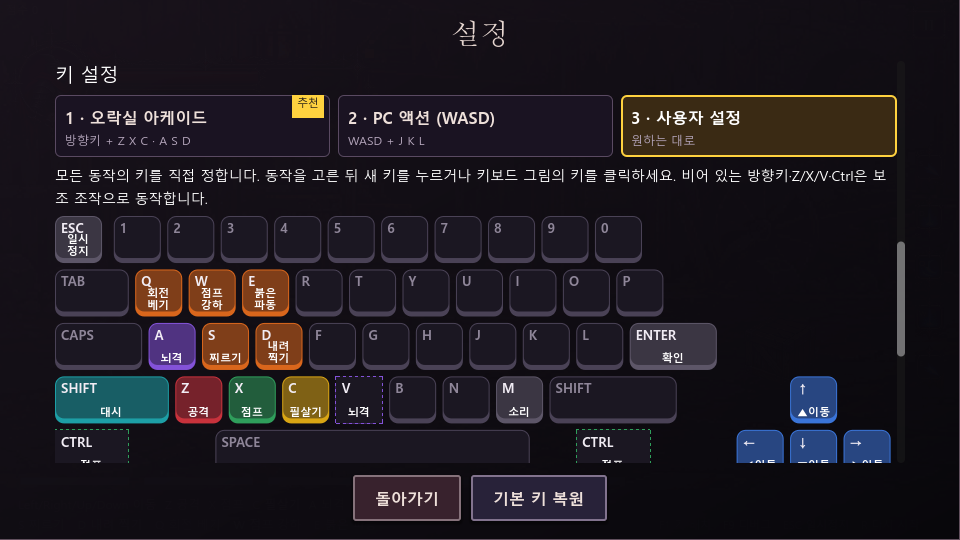 설정
키 설정
추천
1 · 오락실 아케이드
방향키 + Z X C · A S D
2 · PC 액션 (WASD)
WASD + J K L
3 · 사용자 설정
원하는 대로
모든 동작의 키를 직접 정합니다. 동작을 고른 뒤 새 키를 누르거나 키보드 그림의 키를 클릭하세요. 비어 있는 방향키·Z/X/V·Ctrl은 보
조 조작으로 동작합니다.
ESC 일시 정지 1 2 3 4 5 6 7 8 9 0
TAB Q 회전 베기 W 점프 강하 E 붉은 파동 R T Y U I O P
CAPS A 뇌격 S 찌르기 D 내려 찍기 F G H J K L ENTER 확인
SHIFT 대시 Z 공격 X 점프 C 필살기 V 뇌격 B N M 소리 SHIFT ↑ ▲이동
CTRL SPACE CTRL ← ↓ →
돌아가기
기본 키 복원